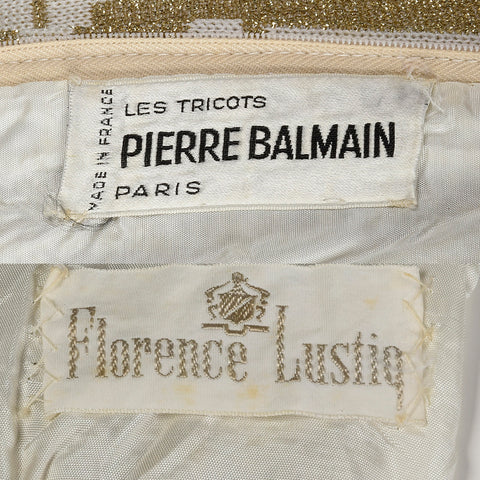 MADE IN FRANCE
LES TRICOTS
PIERRE BALMAIN
PARIS
Florence Lustig